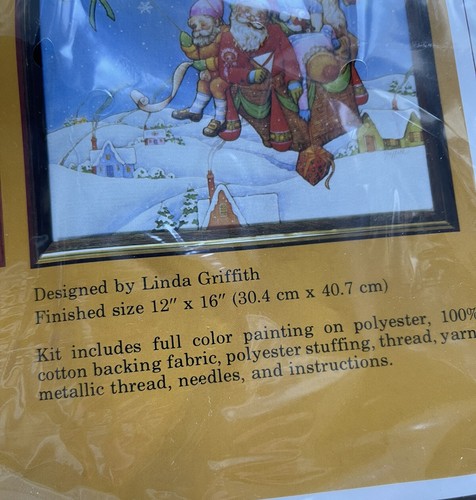 Designed by Linda Griffith
Finished size 12″ x 16″ (30.4 cm x 40.7 cm)
Kit includes full color painting on polyester, 100%
cotton backing fabric, polyester stuffing, thread, yarn
metallic thread, needles, and instructions.